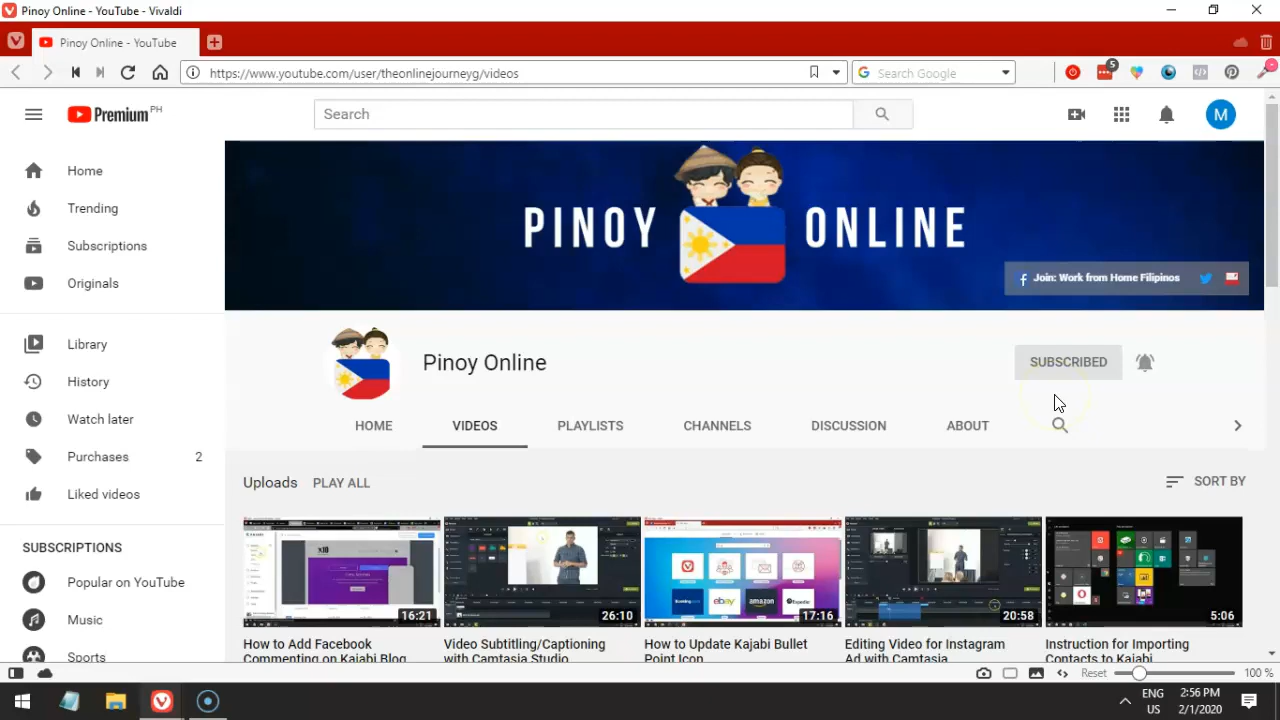 Pinoy Online - YouTube - Vivaldi
Pinoy Online - YouTube
https://www.youtube.com/user/theonlinejourneyg/videos
Search Google
5
Premium PH
Search
M
Home
Trending
Subscriptions
Originals
Library
History
Watch later
Purchases 2
Liked videos
SUBSCRIPTIONS
Popular on YouTube
Music
Sports
PINOY ONLINE
Join: Work from Home Filipinos
Pinoy Online
SUBSCRIBED
HOME VIDEOS PLAYLISTS CHANNELS DISCUSSION ABOUT
Uploads PLAY ALL SORT BY
16:21
How to Add Facebook
Commenting on Kajabi Blog
26:10
Video Subtitling/Captioning
with Camtasia Studio
ebay
amazon
17:16
How to Update Kajabi Bullet
Point Icon
20:58
Editing Video for Instagram
Ad with Camtasia
5:06
Instruction for Importing
Contacts to Kajabi
Reset 100 %
ENG
US
2:56 PM
2/1/2020